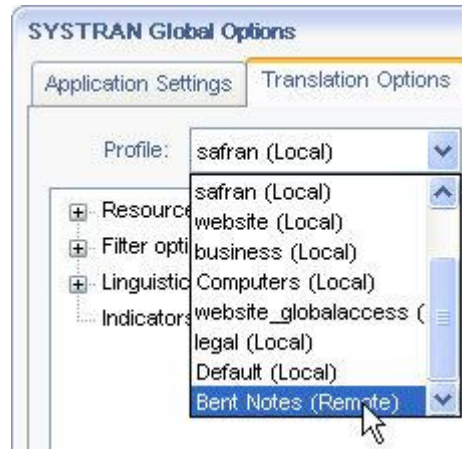 SYSTRAN Global Options
Application Settings Translation Options
Profile: safran (Local)
safran (Local)
Resource website (Local)
Filter opti business (Local)
Linguistic Computers (Local)
Indicators website_globalaccess (
legal (Local)
Default (Local)
Bent Notes (Remote)